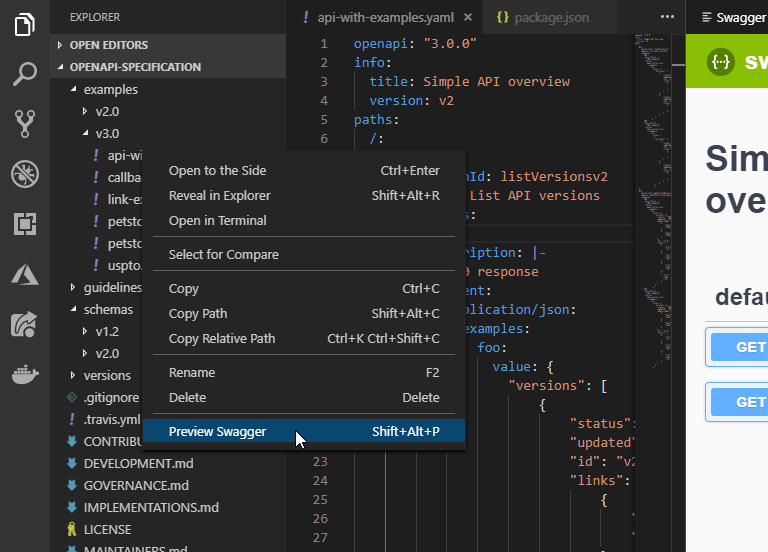 EXPLORER
OPEN EDITORS
OPENAPI-SPECIFICATION
examples
v2.0
v3.0
api-wi
callba
link-e
petsto
petsto
uspto.
guidelines
schemas
v1.2
v2.0
versions
.gitignore
.travis.yml
CONTRIBU
DEVELOPMENT.md
GOVERNANCE.md
IMPLEMENTATIONS.md
LICENSE
MAINTAINERS.md
Open to the Side Ctrl+Enter
Reveal in Explorer Shift+Alt+R
Open in Terminal
Select for Compare
Copy Ctrl+C
Copy Path Shift+Alt+C
Copy Relative Path Ctrl+K Ctrl+Shift+C
Rename F2
Delete Delete
Preview Swagger Shift+Alt+P
api-with-examples.yaml
package.json
1 openapi: "3.0.0"
2 info:
3 title: Simple API overview
4 version: v2
5 paths:
6 /:
nId: listVersionsv2
List API versions
s:
ription: |-
0 response
ent:
plication/json:
examples:
foo:
value: {
"versions": [
{
"status":
"updated"
23 "id": "v2
24 "links":
25 {
26
27
Swagger
{··} sw
Sim
ove
defau
GET
GET